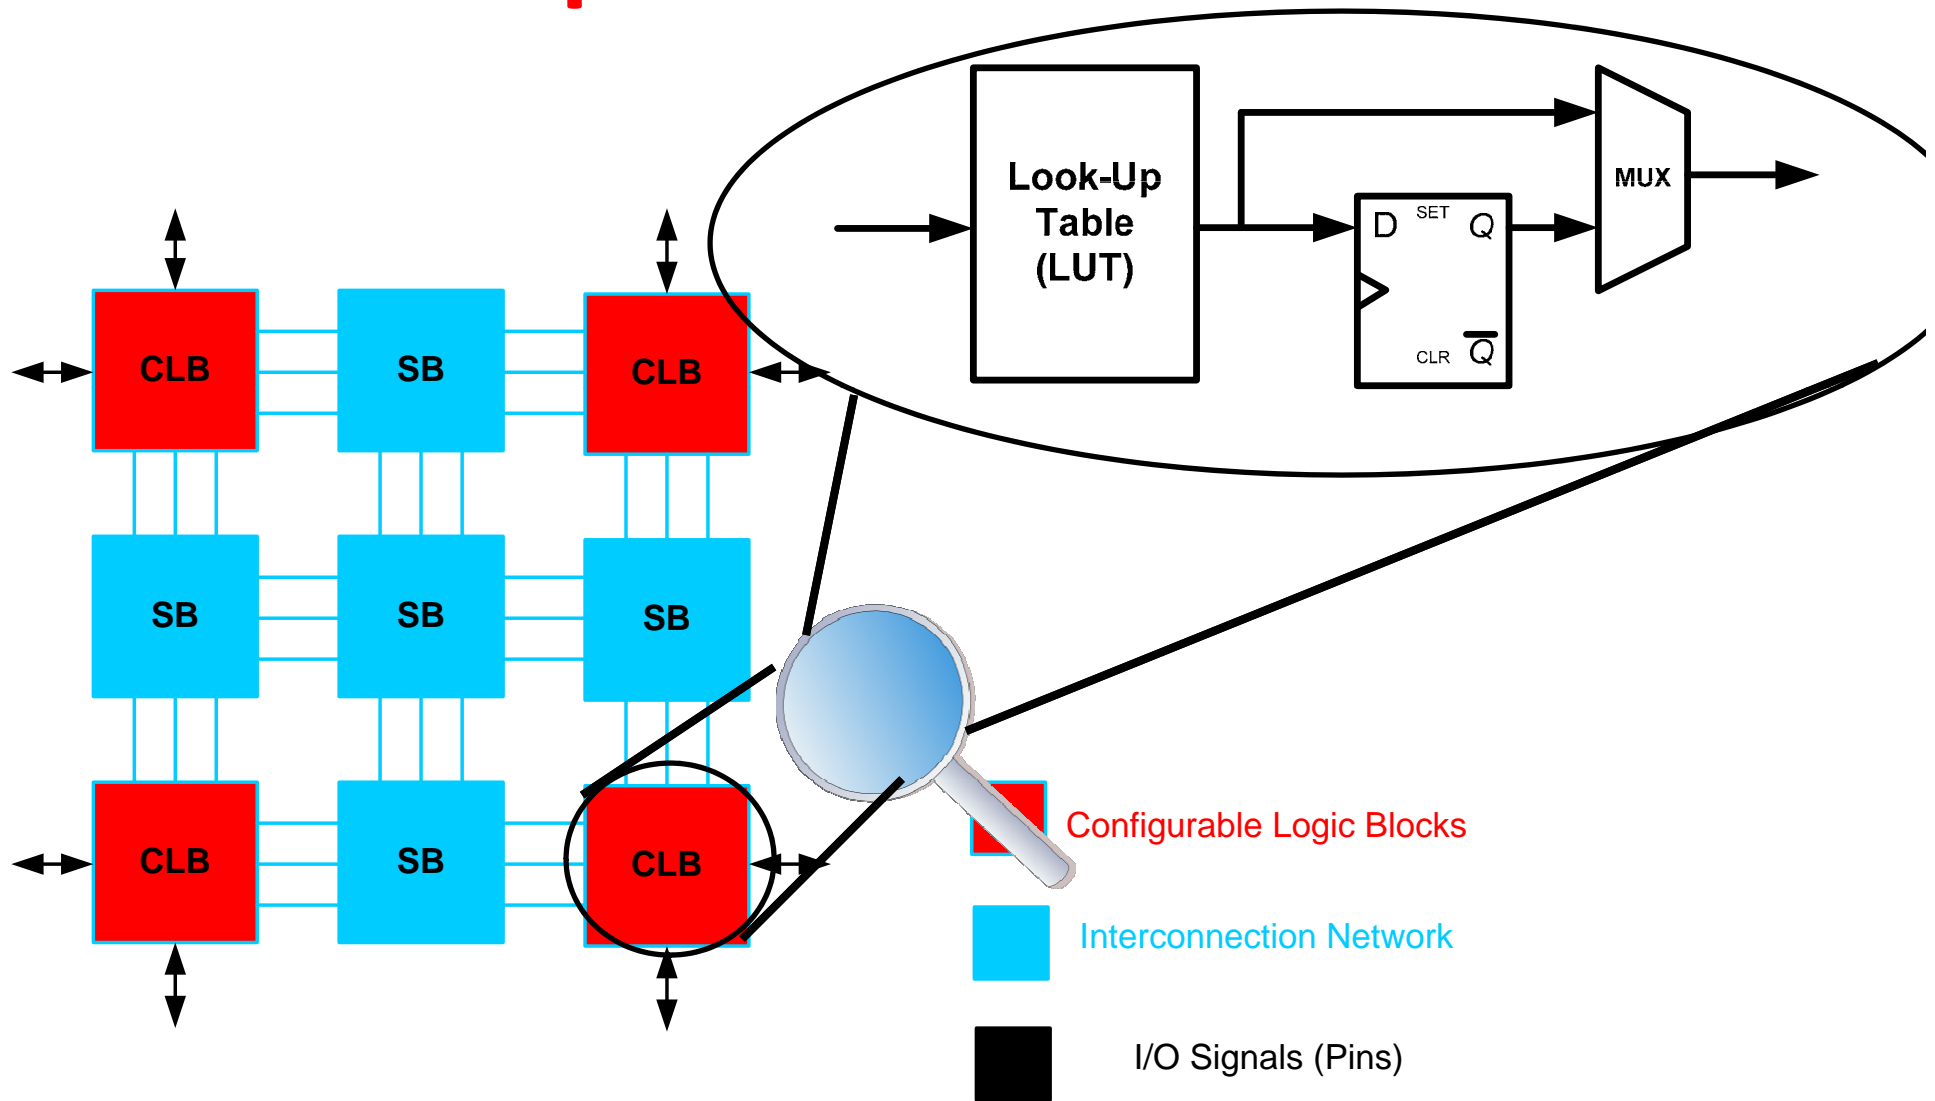 Look-Up
Table
(LUT)
D SET Q
CLR Q
MUX
CLB SB CLB
SB SB SB
CLB SB CLB
Configurable Logic Blocks
Interconnection Network
I/O Signals (Pins)